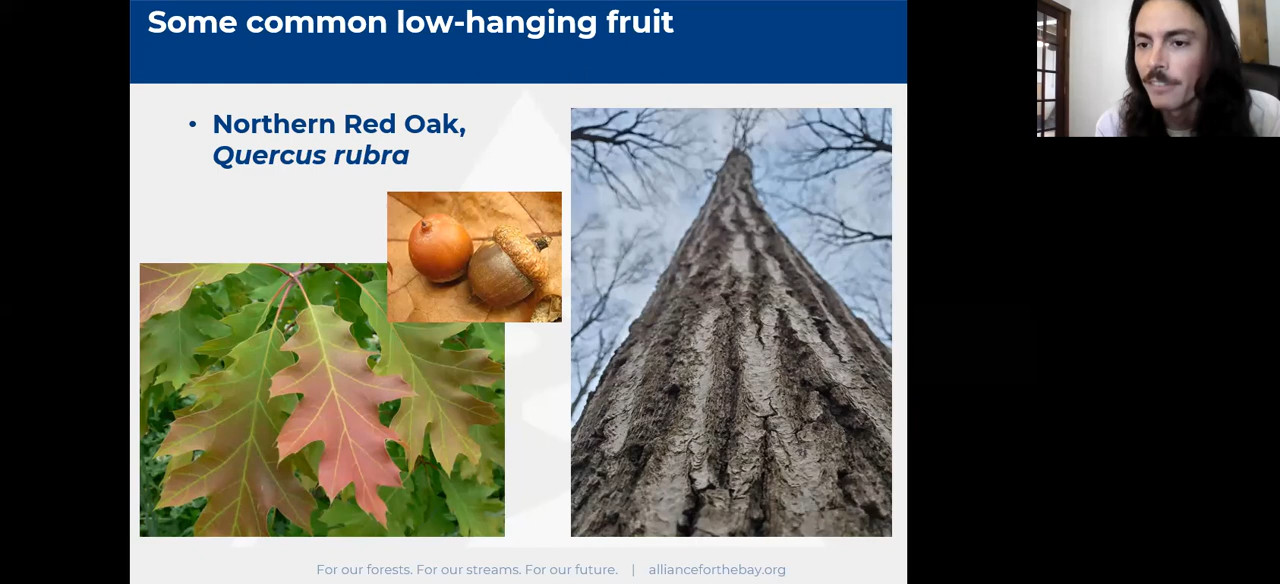 Some common low-hanging fruit
• Northern Red Oak,
Quercus rubra
For our forests. For our streams. For our future. | allianceforthebay.org